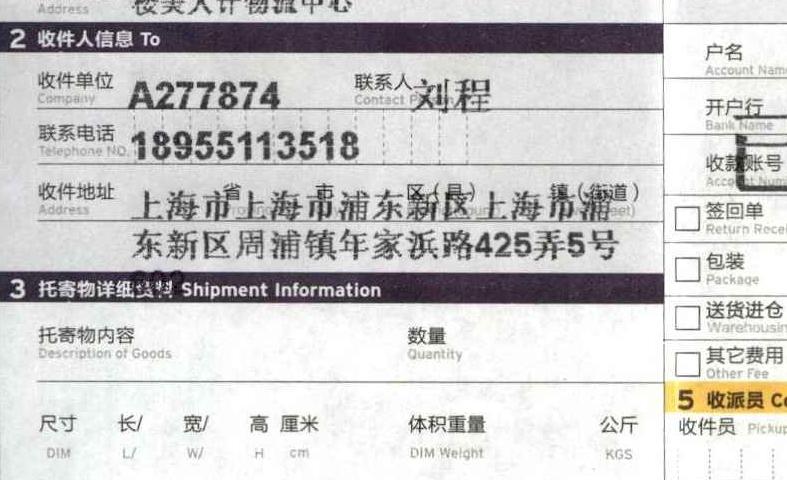 Address 楼美人计物流中心
2 收件人信息 To
收件单位 A277874 联系人 刘程
Company Contact Person
联系电话 18955113518
Telephone NO.
收件地址 省 市 区(县) 镇(街道)
Address
上海市上海市浦东新区上海市浦
东新区周浦镇年家浜路425弄5号
3 托寄物详细资料 Shipment Information
托寄物内容 数量
Description of Goods Quantity
尺寸 长/ 宽/ 高 厘米 体积重量 公斤
DIM L/ W/ H cm DIM Weight KGS
户名
Account Name
开户行
Bank Name
收款账号
Account Num
签回单
Return Recei
包装
Package
送货进仓
Warehousin
其它费用
Other Fee
5 收派员 Co
收件员 Pickup